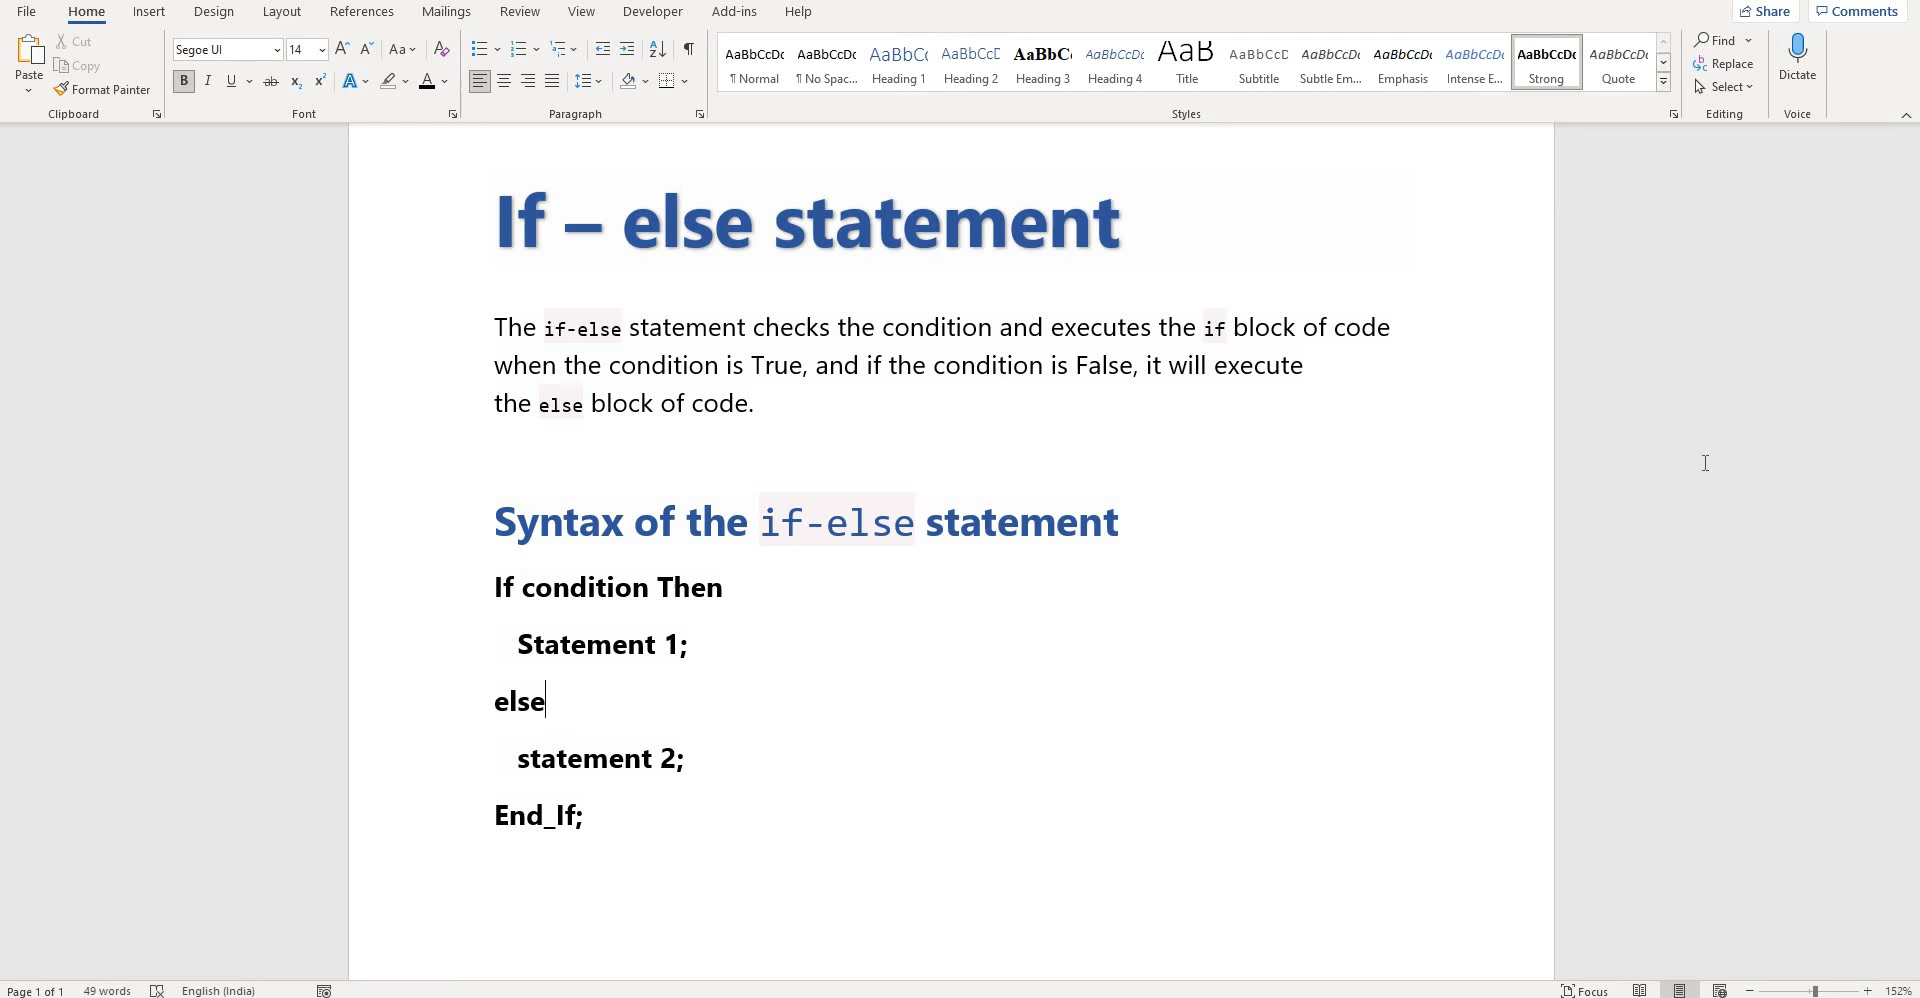 File Home Insert Design Layout References Mailings Review View Developer Add-ins Help Share Comments
Paste Cut Copy Format Painter Clipboard
Segoe UI 14 Aa Font
Paragraph
AaBbCcDc ¶ Normal
AaBbCcDc ¶ No Spac...
AaBbC( Heading 1
AaBbCcD Heading 2
AaBbC( Heading 3
AaBbCcDc Heading 4
AaB Title
AaBbCcD Subtitle
AaBbCcDc Subtle Em...
AaBbCcDc Emphasis
AaBbCcDc Intense E...
AaBbCcDc Strong
AaBbCcDc Quote
Styles
Find
Replace
Select
Editing
Dictate
Voice
If – else statement
The if-else statement checks the condition and executes the if block of code
when the condition is True, and if the condition is False, it will execute
the else block of code.
Syntax of the if-else statement
If condition Then
Statement 1;
else
statement 2;
End_If;
Page 1 of 1 49 words English (India) Focus 152%